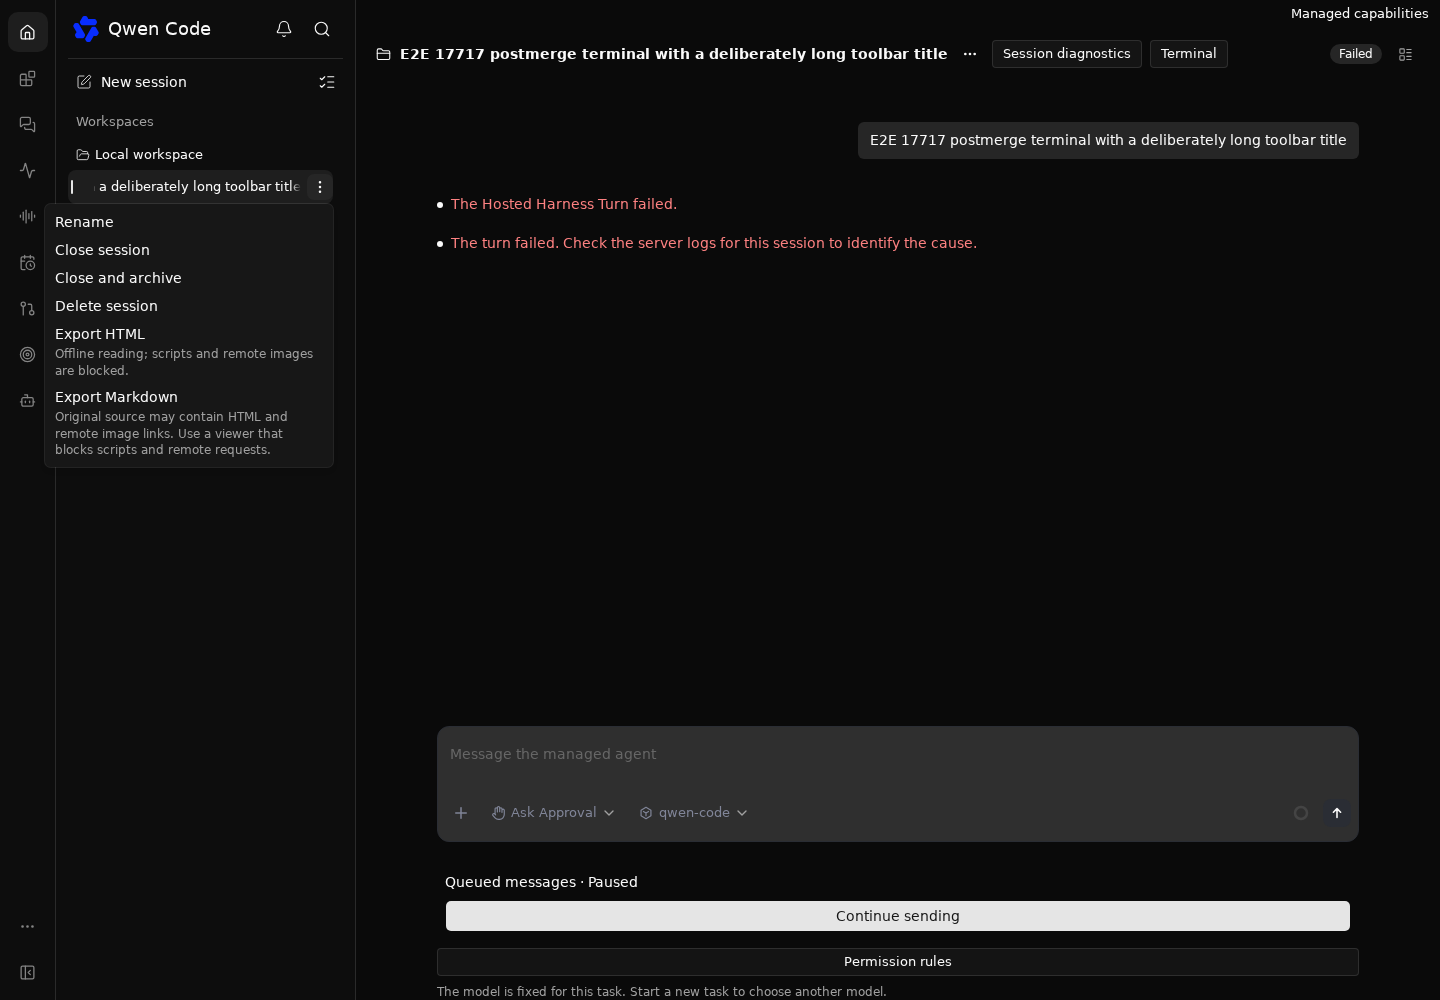 Managed capabilities
Qwen Code
E2E 17717 postmerge terminal with a deliberately long toolbar title
Session diagnostics
Terminal
Failed
New session
Workspaces
Local workspace
a deliberately long toolbar title
E2E 17717 postmerge terminal with a deliberately long toolbar title
The Hosted Harness Turn failed.
The turn failed. Check the server logs for this session to identify the cause.
Rename
Close session
Close and archive
Delete session
Export HTML
Offline reading; scripts and remote images
are blocked.
Export Markdown
Original source may contain HTML and
remote image links. Use a viewer that
blocks scripts and remote requests.
Message the managed agent
Ask Approval
qwen-code
Queued messages · Paused
Continue sending
Permission rules
The model is fixed for this task. Start a new task to choose another model.